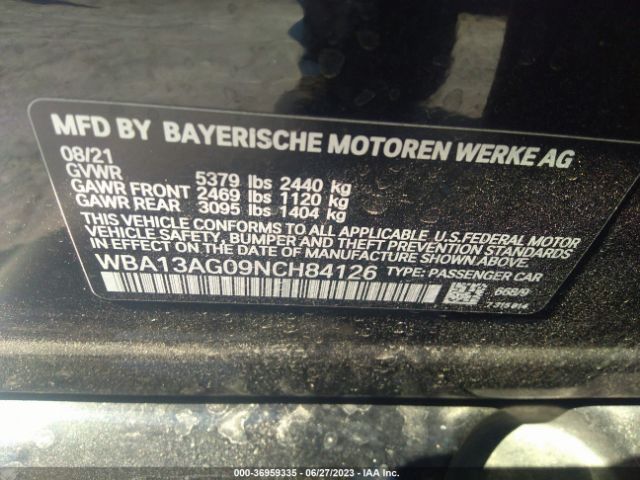 MFD BY BAYERISCHE MOTOREN WERKE AG
08/21
GVWR 5379 lbs 2440 kg
GAWR FRONT 2469 lbs 1120 kg
GAWR REAR 3095 lbs 1404 kg
THIS VEHICLE CONFORMS TO ALL APPLICABLE U.S.FEDERAL MOTOR
VEHICLE SAFETY, BUMPER AND THEFT PREVENTION STANDARDS
IN EFFECT ON THE DATE OF MANUFACTURE SHOWN ABOVE.
WBA13AG09NCH84126 TYPE: PASSENGER CAR
000-36959335 - 06/27/2023 - IAA Inc.